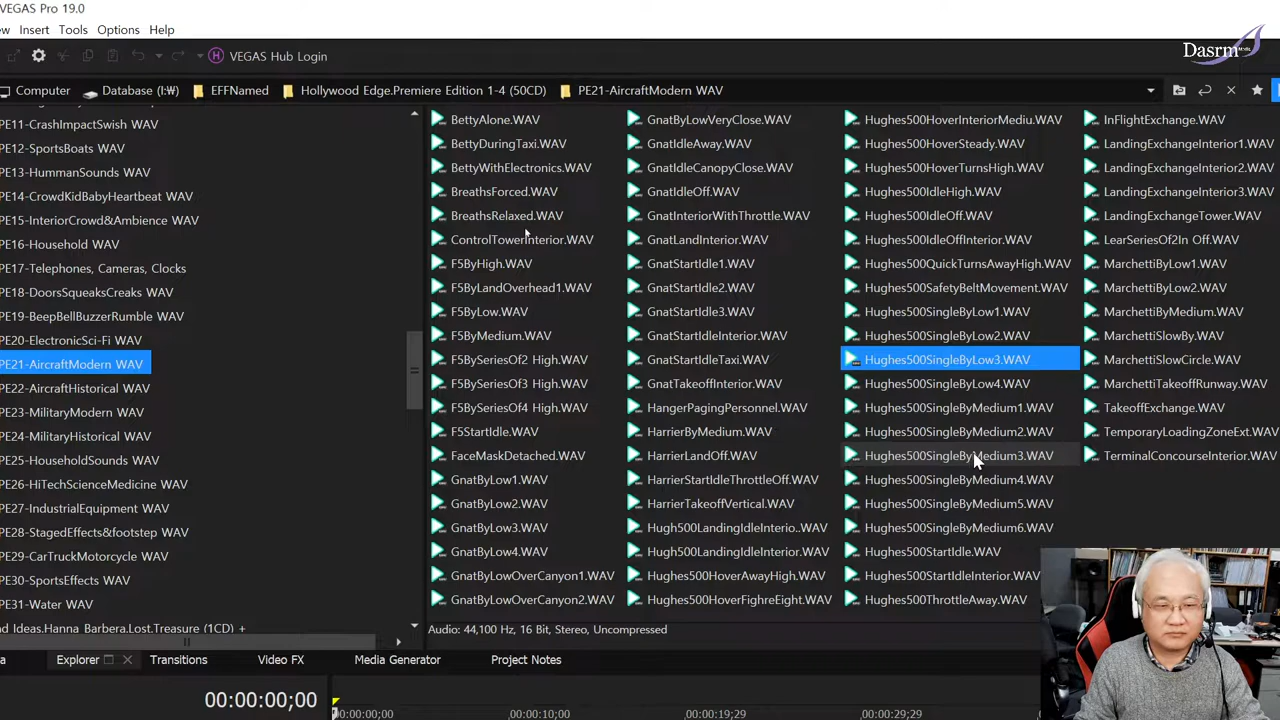 VEGAS Pro 19.0
ew Insert Tools Options Help
VEGAS Hub Login
Dasrm Media
Computer Database (I:₩) EFFNamed Hollywood Edge.Premiere Edition 1-4 (50CD) PE21-AircraftModern WAV
PE11-CrashImpactSwish WAV
PE12-SportsBoats WAV
PE13-HummanSounds WAV
PE14-CrowdKidBabyHeartbeat WAV
PE15-InteriorCrowd&Ambience WAV
PE16-Household WAV
PE17-Telephones, Cameras, Clocks
PE18-DoorsSqueaksCreaks WAV
PE19-BeepBellBuzzerRumble WAV
PE20-ElectronicSci-Fi WAV
PE21-AircraftModern WAV
PE22-AircraftHistorical WAV
PE23-MilitaryModern WAV
PE24-MilitaryHistorical WAV
PE25-HouseholdSounds WAV
PE26-HiTechScienceMedicine WAV
PE27-IndustrialEquipment WAV
PE28-StagedEffects&footstep WAV
PE29-CarTruckMotorcycle WAV
PE30-SportsEffects WAV
PE31-Water WAV
d Ideas.Hanna Barbera.Lost.Treasure (1CD) +
BettyAlone.WAV
BettyDuringTaxi.WAV
BettyWithElectronics.WAV
BreathsForced.WAV
BreathsRelaxed.WAV
ControlTowerInterior.WAV
F5ByHigh.WAV
F5ByLandOverhead1.WAV
F5ByLow.WAV
F5ByMedium.WAV
F5BySeriesOf2 High.WAV
F5BySeriesOf3 High.WAV
F5BySeriesOf4 High.WAV
F5StartIdle.WAV
FaceMaskDetached.WAV
GnatByLow1.WAV
GnatByLow2.WAV
GnatByLow3.WAV
GnatByLow4.WAV
GnatByLowOverCanyon1.WAV
GnatByLowOverCanyon2.WAV
GnatByLowVeryClose.WAV
GnatIdleAway.WAV
GnatIdleCanopyClose.WAV
GnatIdleOff.WAV
GnatInteriorWithThrottle.WAV
GnatLandInterior.WAV
GnatStartIdle1.WAV
GnatStartIdle2.WAV
GnatStartIdle3.WAV
GnatStartIdleInterior.WAV
GnatStartIdleTaxi.WAV
GnatTakeoffInterior.WAV
HangerPagingPersonnel.WAV
HarrierByMedium.WAV
HarrierLandOff.WAV
HarrierStartIdleThrottleOff.WAV
HarrierTakeoffVertical.WAV
Hugh500LandingIdleInterio..WAV
Hugh500LandingIdleInterior.WAV
Hughes500HoverAwayHigh.WAV
Hughes500HoverFighreEight.WAV
Hughes500HoverInteriorMediu.WAV
Hughes500HoverSteady.WAV
Hughes500HoverTurnsHigh.WAV
Hughes500IdleHigh.WAV
Hughes500IdleOff.WAV
Hughes500IdleOffInterior.WAV
Hughes500QuickTurnsAwayHigh.WAV
Hughes500SafetyBeltMovement.WAV
Hughes500SingleByLow1.WAV
Hughes500SingleByLow2.WAV
Hughes500SingleByLow3.WAV
Hughes500SingleByLow4.WAV
Hughes500SingleByMedium1.WAV
Hughes500SingleByMedium2.WAV
Hughes500SingleByMedium3.WAV
Hughes500SingleByMedium4.WAV
Hughes500SingleByMedium5.WAV
Hughes500SingleByMedium6.WAV
Hughes500StartIdle.WAV
Hughes500StartIdleInterior.WAV
Hughes500ThrottleAway.WAV
InFlightExchange.WAV
LandingExchangeInterior1.WAV
LandingExchangeInterior2.WAV
LandingExchangeInterior3.WAV
LandingExchangeTower.WAV
LearSeriesOf2In Off.WAV
MarchettiByLow1.WAV
MarchettiByLow2.WAV
MarchettiByMedium.WAV
MarchettiSlowBy.WAV
MarchettiSlowCircle.WAV
MarchettiTakeoffRunway.WAV
TakeoffExchange.WAV
TemporaryLoadingZoneExt.WAV
TerminalConcourseInterior.WAV
Audio: 44,100 Hz, 16 Bit, Stereo, Uncompressed
a Explorer Transitions Video FX Media Generator Project Notes
00:00:00;00
00:00:00;00 00:00:10;00 00:00:19;29 00:00:29;29